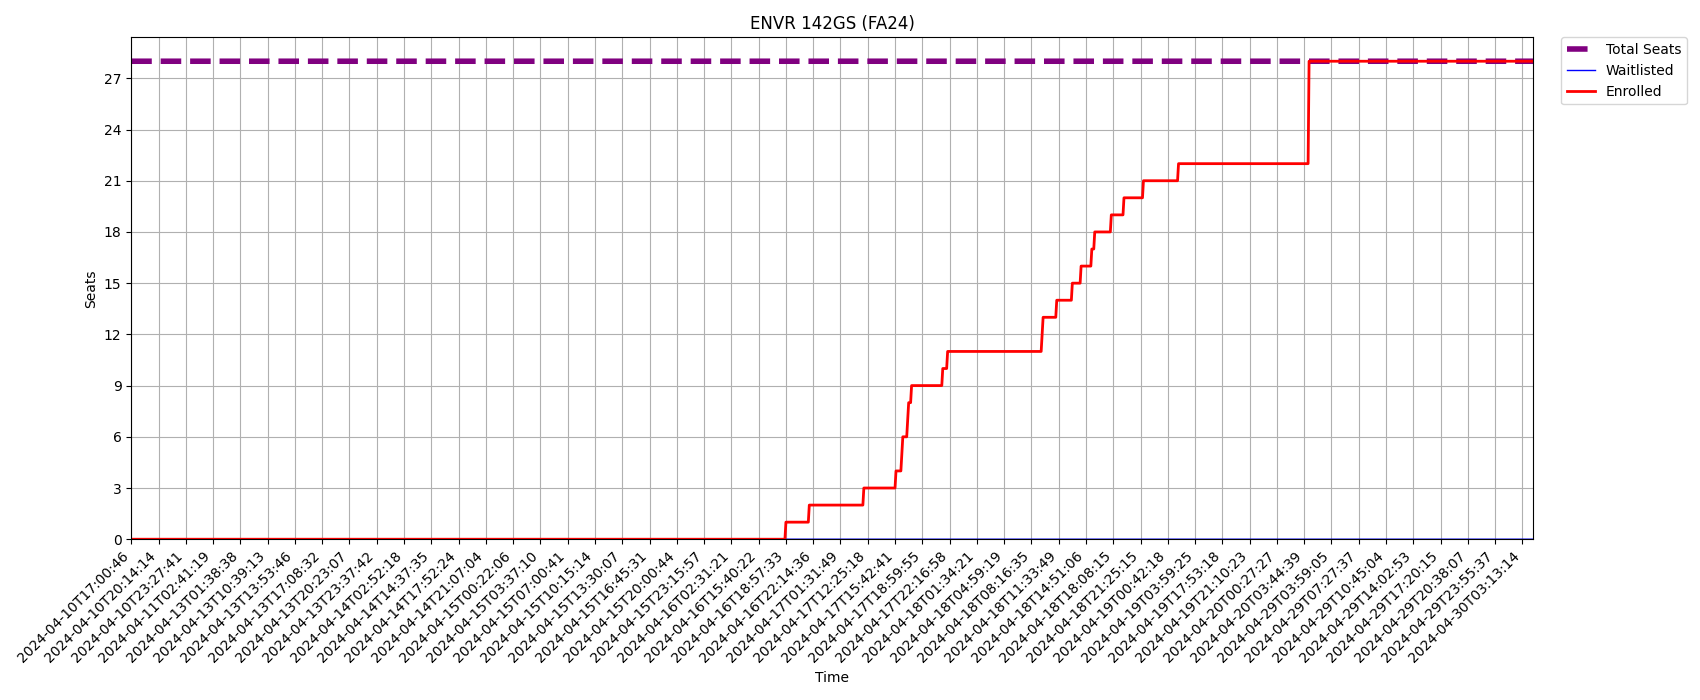 ENVR 142GS (FA24)
Total Seats
Waitlisted
Enrolled
Seats
27
24
21
18
15
12
9
6
3
0
2024-04-10T17:00:46
2024-04-10T20:14:14
2024-04-10T23:27:41
2024-04-11T02:41:19
2024-04-13T01:38:38
2024-04-13T10:39:13
2024-04-13T13:53:46
2024-04-13T17:08:32
2024-04-13T20:23:07
2024-04-13T23:37:42
2024-04-14T02:52:18
2024-04-14T14:37:35
2024-04-14T17:52:24
2024-04-14T21:07:04
2024-04-15T00:22:06
2024-04-15T03:37:10
2024-04-15T07:00:41
2024-04-15T10:15:14
2024-04-15T13:30:07
2024-04-15T16:45:31
2024-04-15T20:00:44
2024-04-15T23:15:57
2024-04-16T02:31:21
2024-04-16T15:40:22
2024-04-16T18:57:33
2024-04-16T22:14:36
2024-04-17T01:31:49
2024-04-17T12:25:18
2024-04-17T15:42:41
2024-04-17T18:59:55
2024-04-17T22:16:58
2024-04-18T01:34:21
2024-04-18T04:59:19
2024-04-18T08:16:35
2024-04-18T11:33:49
2024-04-18T14:51:06
2024-04-18T18:08:15
2024-04-18T21:25:15
2024-04-19T00:42:18
2024-04-19T03:59:25
2024-04-19T17:53:18
2024-04-19T21:10:23
2024-04-20T00:27:27
2024-04-20T03:44:39
2024-04-29T03:59:05
2024-04-29T07:27:37
2024-04-29T10:45:04
2024-04-29T14:02:53
2024-04-29T17:20:15
2024-04-29T20:38:07
2024-04-29T23:55:37
2024-04-30T03:13:14
Time